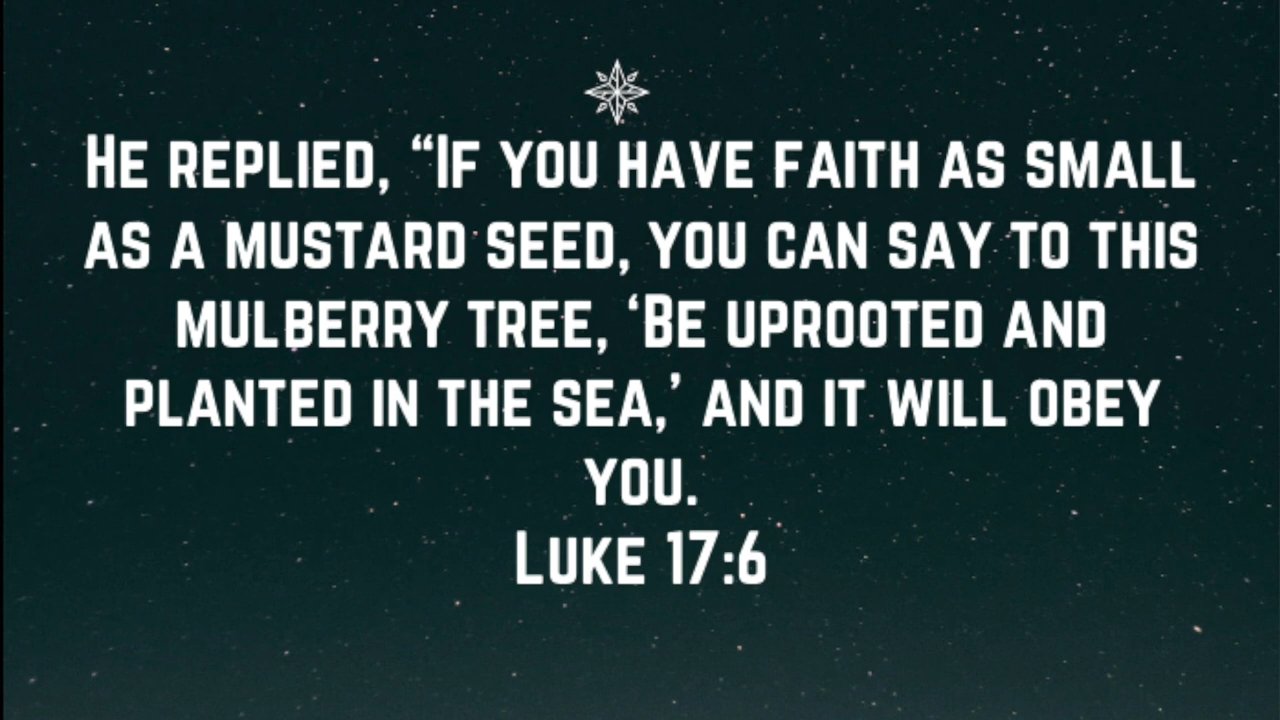 He replied, “If you have faith as small
as a mustard seed, you can say to this
mulberry tree, ‘Be uprooted and
planted in the sea,’ and it will obey
you.
Luke 17:6